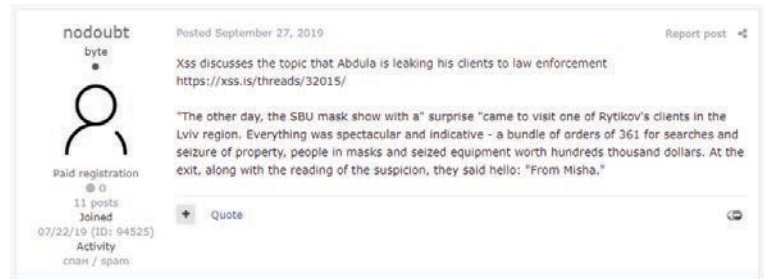 nodoubt
byte
Paid registration
0
11 posts
Joined
07/22/19 (ID: 94525)
Activity
спам / spam
Posted September 27, 2019
Report post
Xss discusses the topic that Abdula is leaking his clients to law enforcement
https://xss.is/threads/32015/
"The other day, the SBU mask show with a" surprise "came to visit one of Rytikov's clients in the
Lviv region. Everything was spectacular and indicative - a bundle of orders of 361 for searches and
seizure of property, people in masks and seized equipment worth hundreds thousand dollars. At the
exit, along with the reading of the suspicion, they said hello: "From Misha."
+ Quote